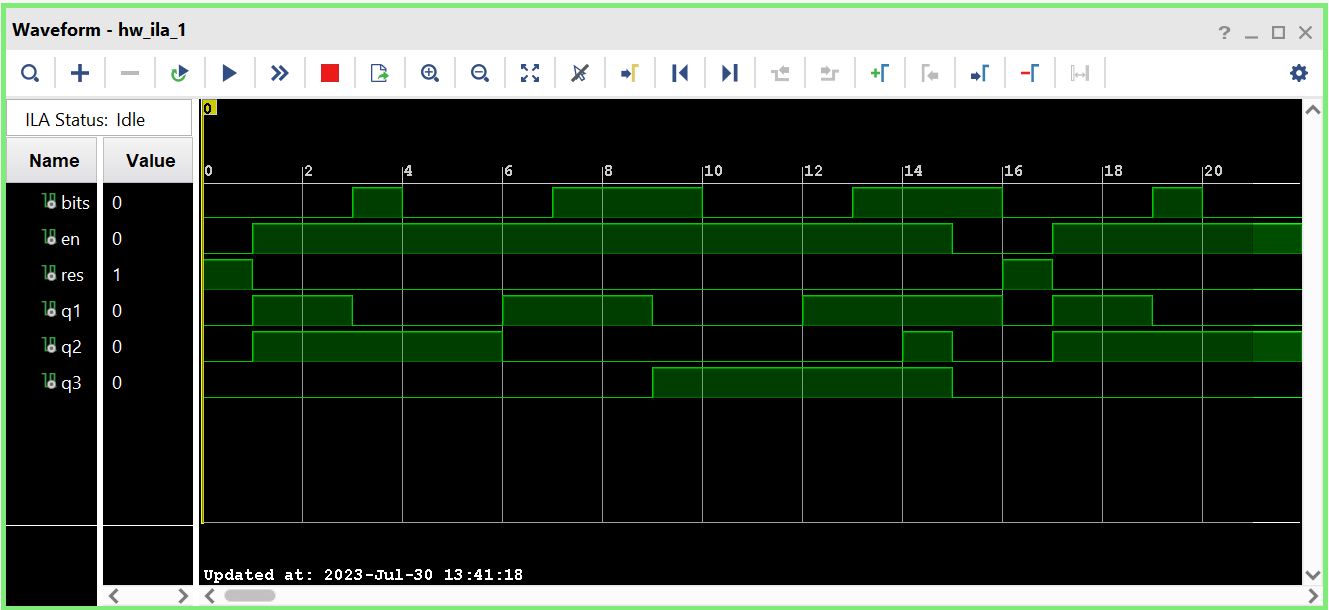 Waveform - hw_ila_1
?
ILA Status: Idle
0
Name Value
0 2 4 6 8 10 12 14 16 18 20
bits 0
en 0
res 1
q1 0
q2 0
q3 0
Updated at: 2023-Jul-30 13:41:18